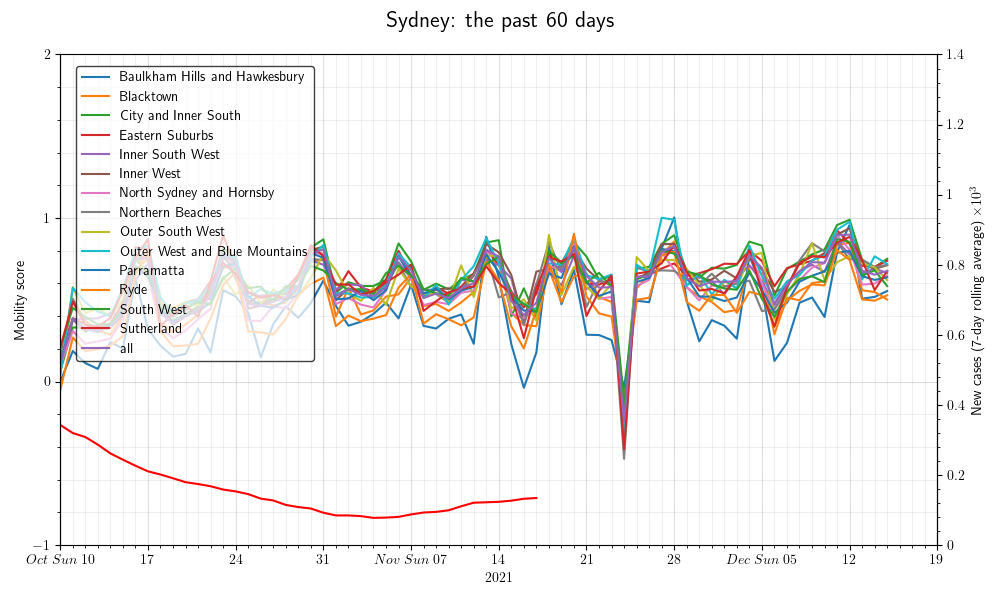 Sydney: the past 60 days
2
1
0
−1
Mobility score
Baulkham Hills and Hawkesbury
Blacktown
City and Inner South
Eastern Suburbs
Inner South West
Inner West
North Sydney and Hornsby
Northern Beaches
Outer South West
Outer West and Blue Mountains
Parramatta
Ryde
South West
Sutherland
all
1.4
1.2
1
0.8
0.6
0.4
0.2
0
New cases (7-day rolling average) ×10³
Oct Sun 10 17 24 31 Nov Sun 07 14 21 28 Dec Sun 05 12 19
2021